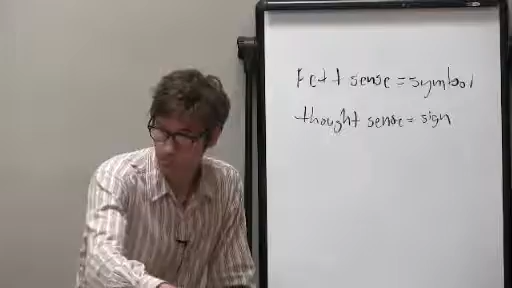 Felt sense = symbol
thought sense = sign